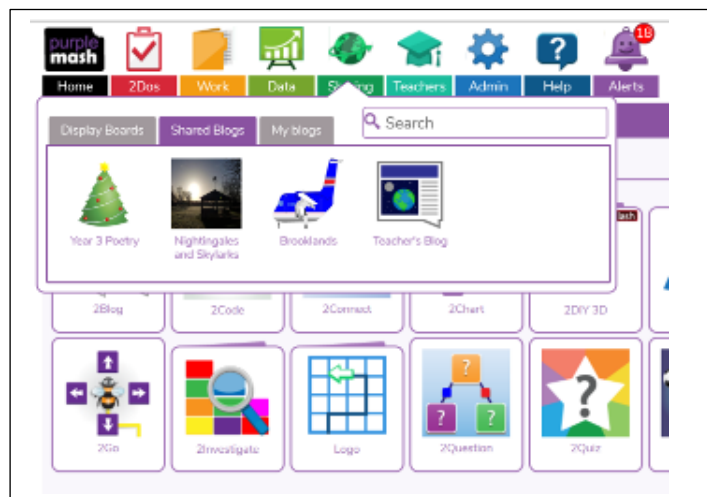 purple
mash
18
Home 2Dos Work Data Sharing Teachers Admin Help Alerts
Display Boards Shared Blogs My blogs Search
Year 3 Poetry Nightingales and Skylarks Brooklands Teacher's Blog
2Blog 2Code 2Connect 2Chart 2DIY 3D
? ? ? ?
2Go 2Investigate Logo 2Question 2Quiz